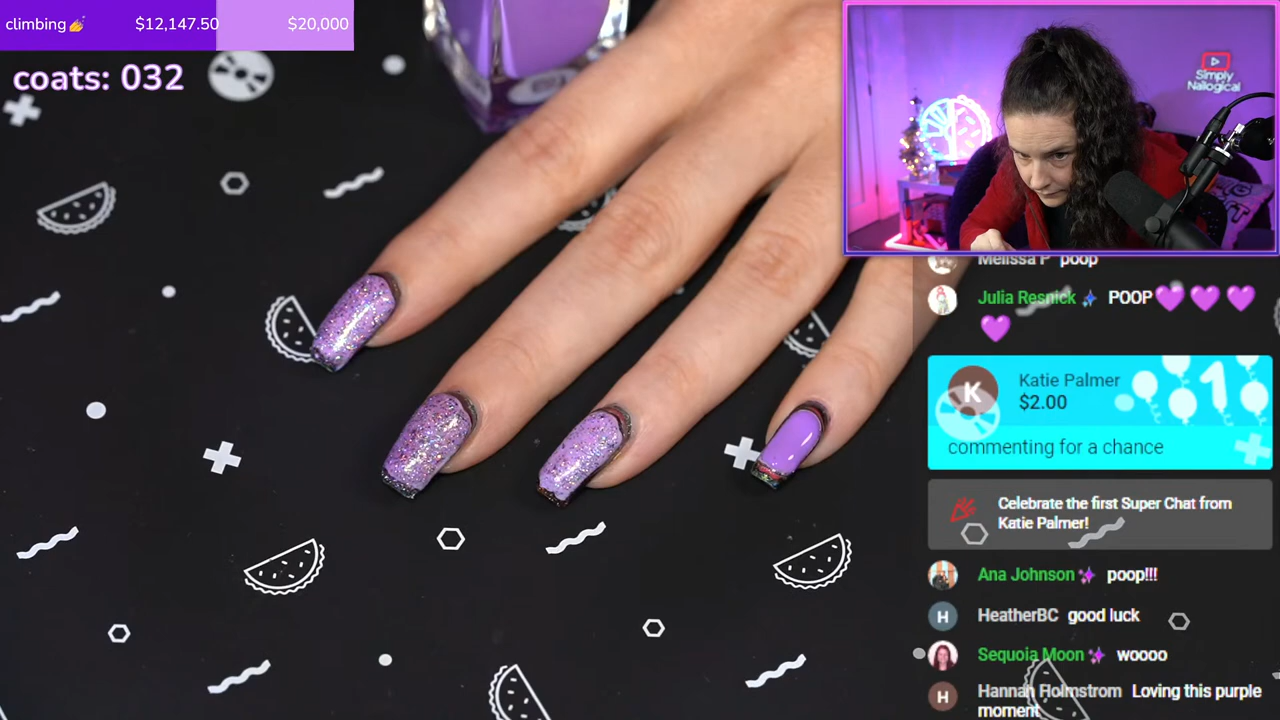 climbing💅 $12,147.50 $20,000
coats: 032
Simply
Nailogical
Melissa P poop
Julia Resnick ✨ POOP💜 💜 💜
💜
K
Katie Palmer
$2.00
commenting for a chance
Celebrate the first Super Chat from
Katie Palmer!
Ana Johnson ✨ poop!!!
H HeatherBC good luck
Sequoia Moon ✨ woooo
H Hannah Holmstrom Loving this purple
moment